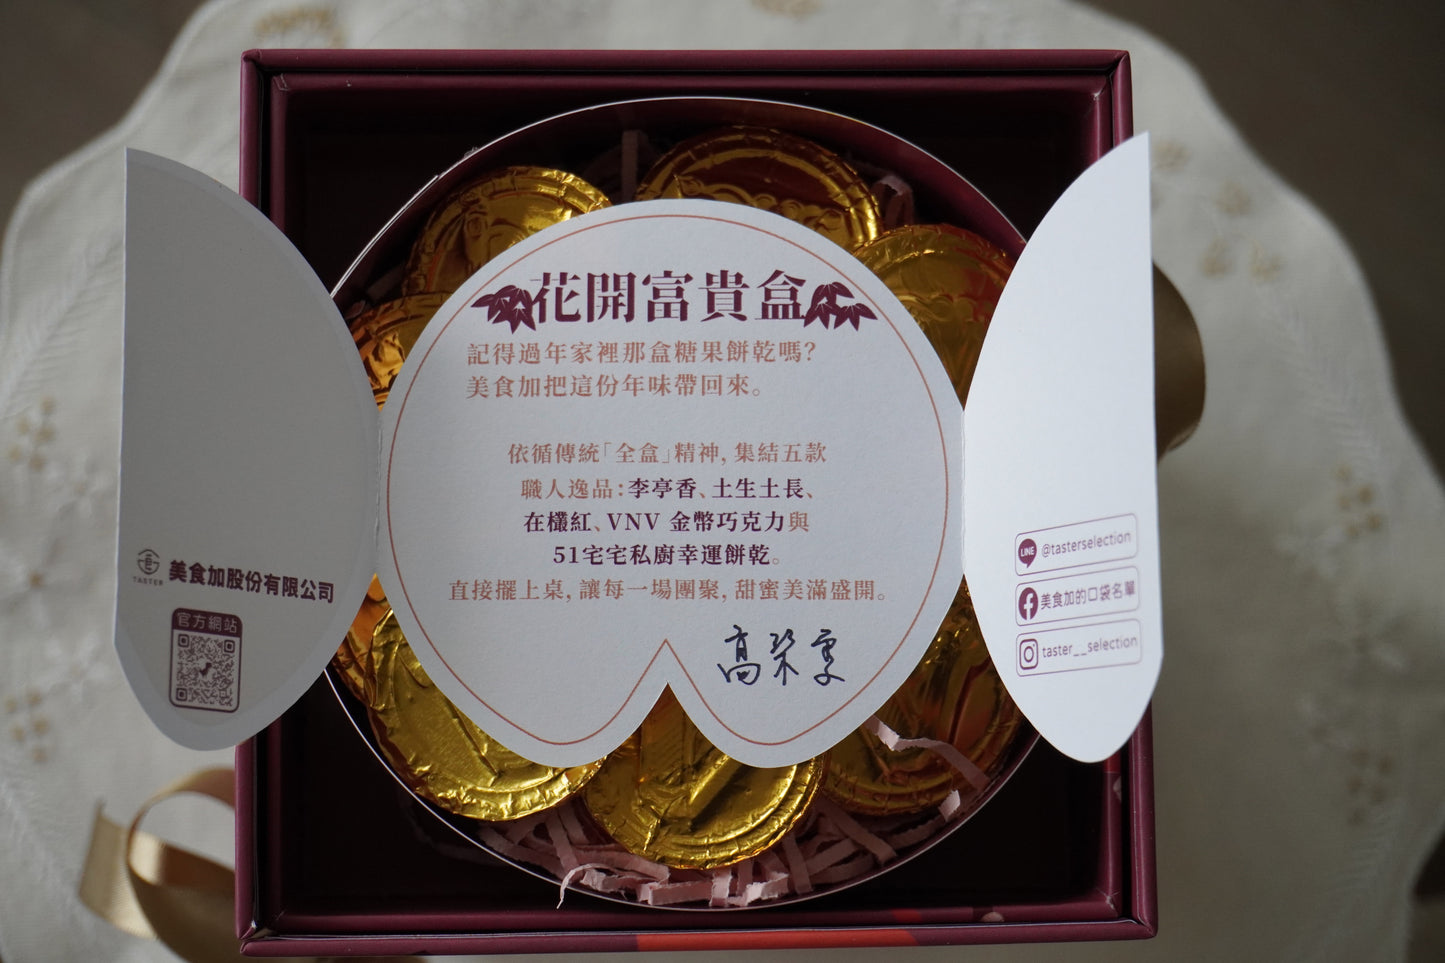 花開富貴盒
記得過年家裡那盒糖果餅乾嗎?
美食加把這份年味帶回來。
依循傳統「全盒」精神, 集結五款
職人逸品:李亭香、土生土長、
在欉紅、VNV 金幣巧克力與
51宅宅私廚幸運餅乾。
直接擺上桌, 讓每一場團聚, 甜蜜美滿盛開。
TASTER
美食加股份有限公司
官方網站
LINE @tasterselection
美食加的口袋名單
taster__selection